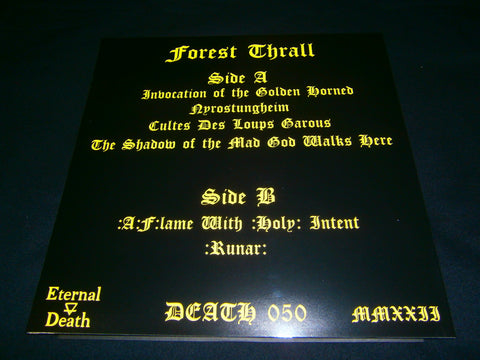 Forest Thrall
Side A
Invocation of the Golden Horned
Nyrostungheim
Cultes Des Loups Garous
The Shadow of the Mad God Walks Here
Side B
:A:F:lame With :Holy: Intent
:Runar:
Eternal
Death
DEATH 050
MMXXII